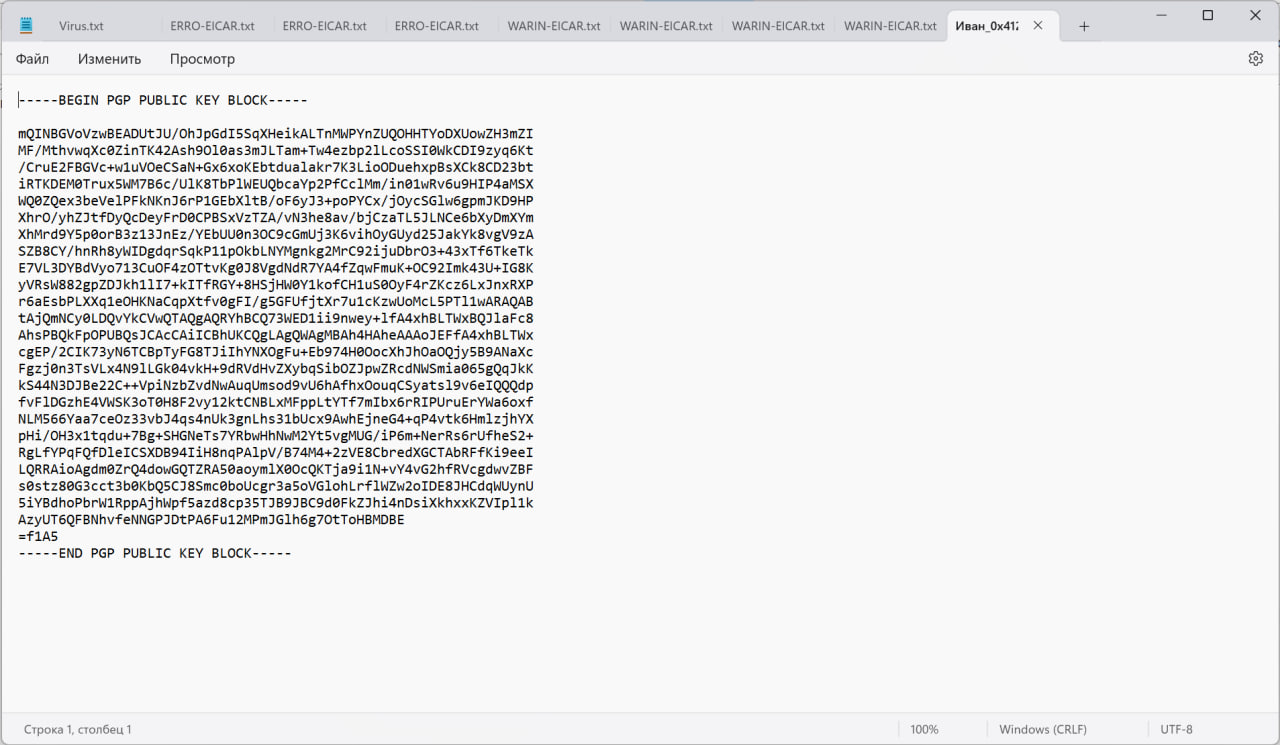 Virus.txt
ERRO-EICAR.txt
ERRO-EICAR.txt
ERRO-EICAR.txt
WARIN-EICAR.txt
WARIN-EICAR.txt
WARIN-EICAR.txt
WARIN-EICAR.txt
Иван_0x412
Файл
Изменить
Просмотр
-----BEGIN PGP PUBLIC KEY BLOCK-----
mQINBGVoVzwBEADUtJU/OhJpGdI5SqXHeikALTnMWPYnZUQOHHTYoDXUowZH3mZI
MF/MthvwqXc0ZinTK42Ash9Ol0as3mJLTam+Tw4ezbp2lLcoSSI0WkCDI9zyq6Kt
/CruE2FBGVc+w1uVOeCSaN+Gx6xoKEbtdualakr7K3LioODuehxpBsXCk8CD23bt
iRTKDEM0Trux5WM7B6c/UlK8TbPlWEUQbcaYp2PfCclMm/in01wRv6u9HIP4aMSX
WQ0ZQex3beVelPFkNKnJ6rP1GEbXltB/oF6yJ3+poPYCx/jOycSGlw6gpmJKD9HP
XhrO/yhZJtfDyQcDeyFrD0CPBSxVzTZA/vN3he8av/bjCzaTL5JLNCe6bXyDmXYm
XhMrd9Y5p0orB3z13JnEz/YEbUU0n3OC9cGmUj3K6vihOyGUyd25JakYk8vgV9zA
SZB8CY/hnRh8yWIDgdqrSqkP11pOkbLNYMgnkg2MrC92ijuDbrO3+43xTf6TkeTk
E7VL3DYBdVyo713CuOF4zOTtvKg0J8VgdNdR7YA4fZqwFmuK+OC92Imk43U+IG8K
yVRsW882gpZDJkh1lI7+kITfRGY+8HSjHW0Y1kofCH1uS0OyF4rZKcz6LxJnxRXP
r6aEsbPLXXq1eOHKNaCqpXtfv0gFI/g5GFUfjtXr7u1cKzwUoMcL5PTl1wARAQAB
tAjQmNCy0LDQvYkCVwQTAQgAQRYhBCQ73WED1ii9nwey+lfA4xhBLTWxBQJlaFc8
AhsPBQkFpOPUBQsJCAcCAiICBhUKCQgLAgQWAgMBAh4HAheAAAoJEFfA4xhBLTWx
cgEP/2CIK73yN6TCBpTyFG8TJiIhYNXOgFu+Eb974H0OocXhJhOaOQjy5B9ANaXc
Fgzj0n3TsVLx4N9lLGk04vkH+9dRVdHvZXybqSibOZJpwZRcdNWSmia065gQqJkK
kS44N3DJBe22C++VpiNzbZvdNwAuqUmsod9vU6hAfhxOouqCSyatsl9v6eIQQQdp
fvFlDGzhE4VWSK3oT0H8F2vy12ktCNBLxMFppLtYTf7mIbx6rRIPUruErYWa6oxf
NLM566Yaa7ceOz33vbJ4qs4nUk3gnLhs31bUcx9AwhEjneG4+qP4vtk6HmlzjhYX
pHi/OH3x1tqdu+7Bg+SHGNeTs7YRbwHhNwM2Yt5vgMUG/iP6m+NerRs6rUfheS2+
RgLfYPqFQfDleICSXDB94IiH8nqPAlpV/B74M4+2zVE8CbredXGCTAbRFfKi9eeI
LQRRAioAgdm0ZrQ4dowGQTZRA50aoymlX0OcQKTja9i1N+vY4vG2hfRVcgdwvZBF
s0stz80G3cct3b0KbQ5CJ8Smc0boUcgr3a5oVGlohLrflWZw2oIDE8JHCdqWUynU
5iYBdhoPbrW1RppAjhWpf5azd8cp35TJB9JBC9d0FkZJhi4nDsiXkhxxKZVIpl1k
AzyUT6QFBNhvfeNNGPJDtPA6Fu12MPmJGlh6g7OtToHBMDBE
=f1A5
-----END PGP PUBLIC KEY BLOCK-----
Строка 1, столбец 1
100%
Windows (CRLF)
UTF-8